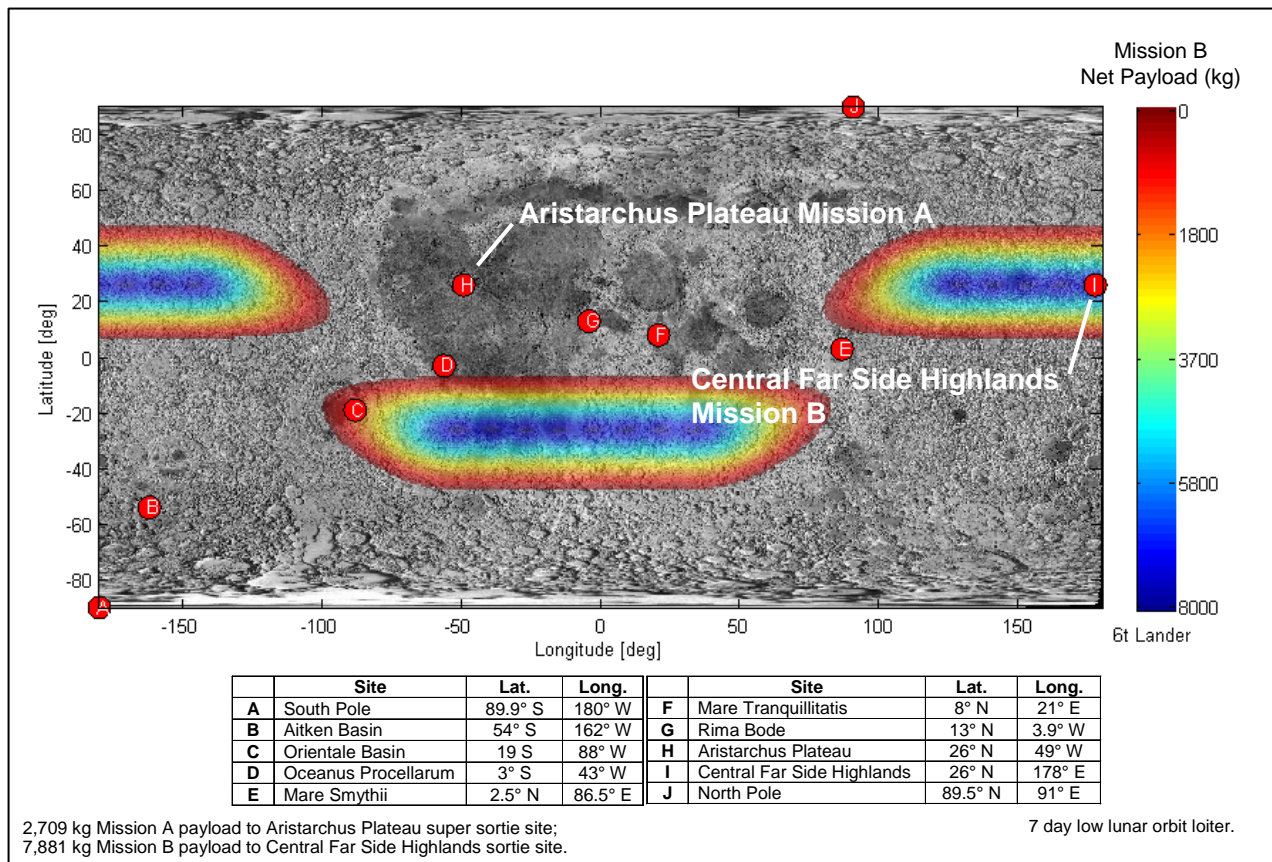 Mission B
Net Payload (kg)
0
1800
3700
5800
8000
6t Lander
80
60
40
20
0
-20
-40
-60
-80
Latitude [deg]
J
Aristarchus Plateau Mission A
H
I
G
F
E
D
Central Far Side Highlands
Mission B
C
B
A
-150 -100 -50 0 50 100 150
Longitude [deg]
Site Lat. Long. Site Lat. Long.
A South Pole 89.9° S 180° W F Mare Tranquillitatis 8° N 21° E
B Aitken Basin 54° S 162° W G Rima Bode 13° N 3.9° W
C Orientale Basin 19 S 88° W H Aristarchus Plateau 26° N 49° W
D Oceanus Procellarum 3° S 43° W I Central Far Side Highlands 26° N 178° E
E Mare Smythii 2.5° N 86.5° E J North Pole 89.5° N 91° E
2,709 kg Mission A payload to Aristarchus Plateau super sortie site;
7,881 kg Mission B payload to Central Far Side Highlands sortie site.
7 day low lunar orbit loiter.